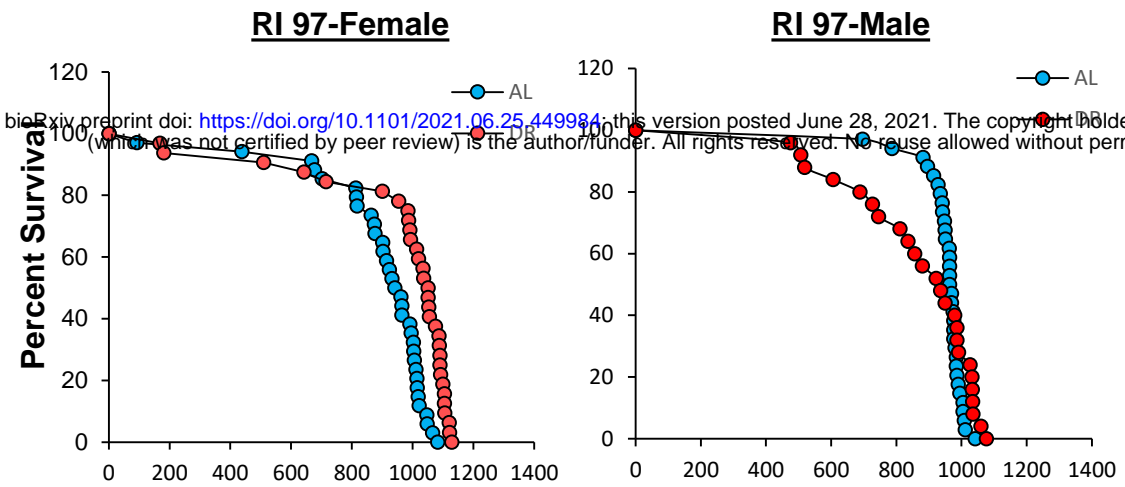 RI 97-Female
RI 97-Male
bioRxiv preprint doi: https://doi.org/10.1101/2021.06.25.449984; this version posted June 28, 2021. The copyright holde
(which was not certified by peer review) is the author/funder. All rights reserved. No reuse allowed without perm
Percent Survival
120
100
80
60
40
20
0
0 200 400 600 800 1000 1200 1400
AL
DR
120
100
80
60
40
20
0
0 200 400 600 800 1000 1200 1400
AL
DR